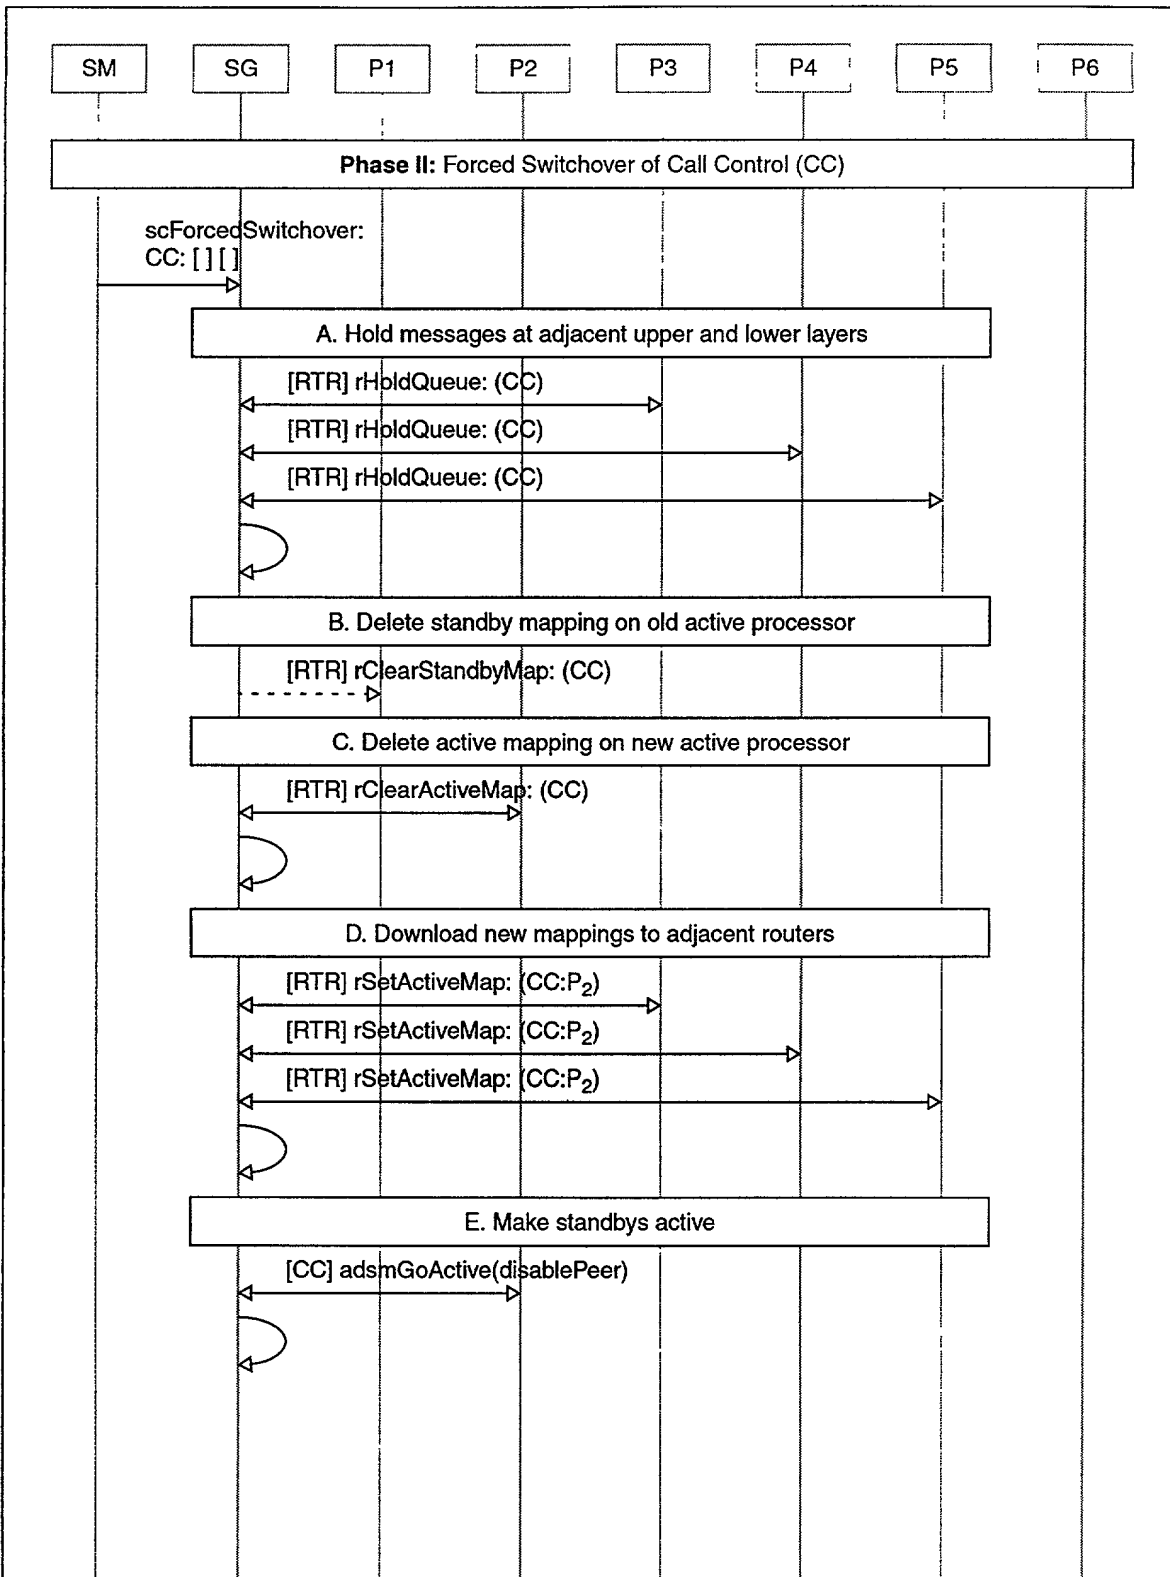 SM SG P1 P2 P3 P4 P5 P6
Phase II: Forced Switchover of Call Control (CC)
scForcedSwitchover:
CC: [ ] [ ]
A. Hold messages at adjacent upper and lower layers
[RTR] rHoldQueue: (CC)
[RTR] rHoldQueue: (CC)
[RTR] rHoldQueue: (CC)
B. Delete standby mapping on old active processor
[RTR] rClearStandbyMap: (CC)
C. Delete active mapping on new active processor
[RTR] rClearActiveMap: (CC)
D. Download new mappings to adjacent routers
[RTR] rSetActiveMap: (CC:P2)
[RTR] rSetActiveMap: (CC:P2)
[RTR] rSetActiveMap: (CC:P2)
E. Make standbys active
[CC] adsmGoActive(disablePeer)